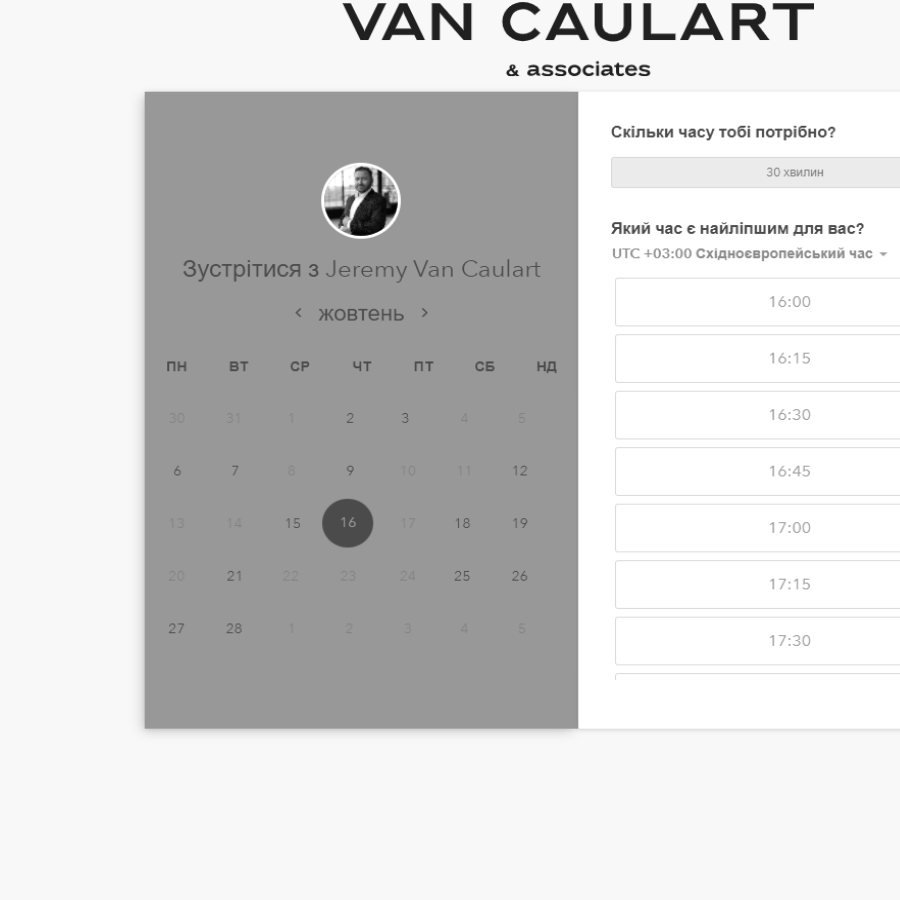 VAN CAULART
& associates
Зустрітися з Jeremy Van Caulart
жовтень
ПН ВТ СР ЧТ ПТ СБ НД
30 31 1 2 3 4 5
6 7 8 9 10 11 12
13 14 15 16 17 18 19
20 21 22 23 24 25 26
27 28 1 2 3 4 5
Скільки часу тобі потрібно?
30 хвилин
Який час є найліпшим для вас?
UTC +03:00 Східноєвропейський час
16:00
16:15
16:30
16:45
17:00
17:15
17:30